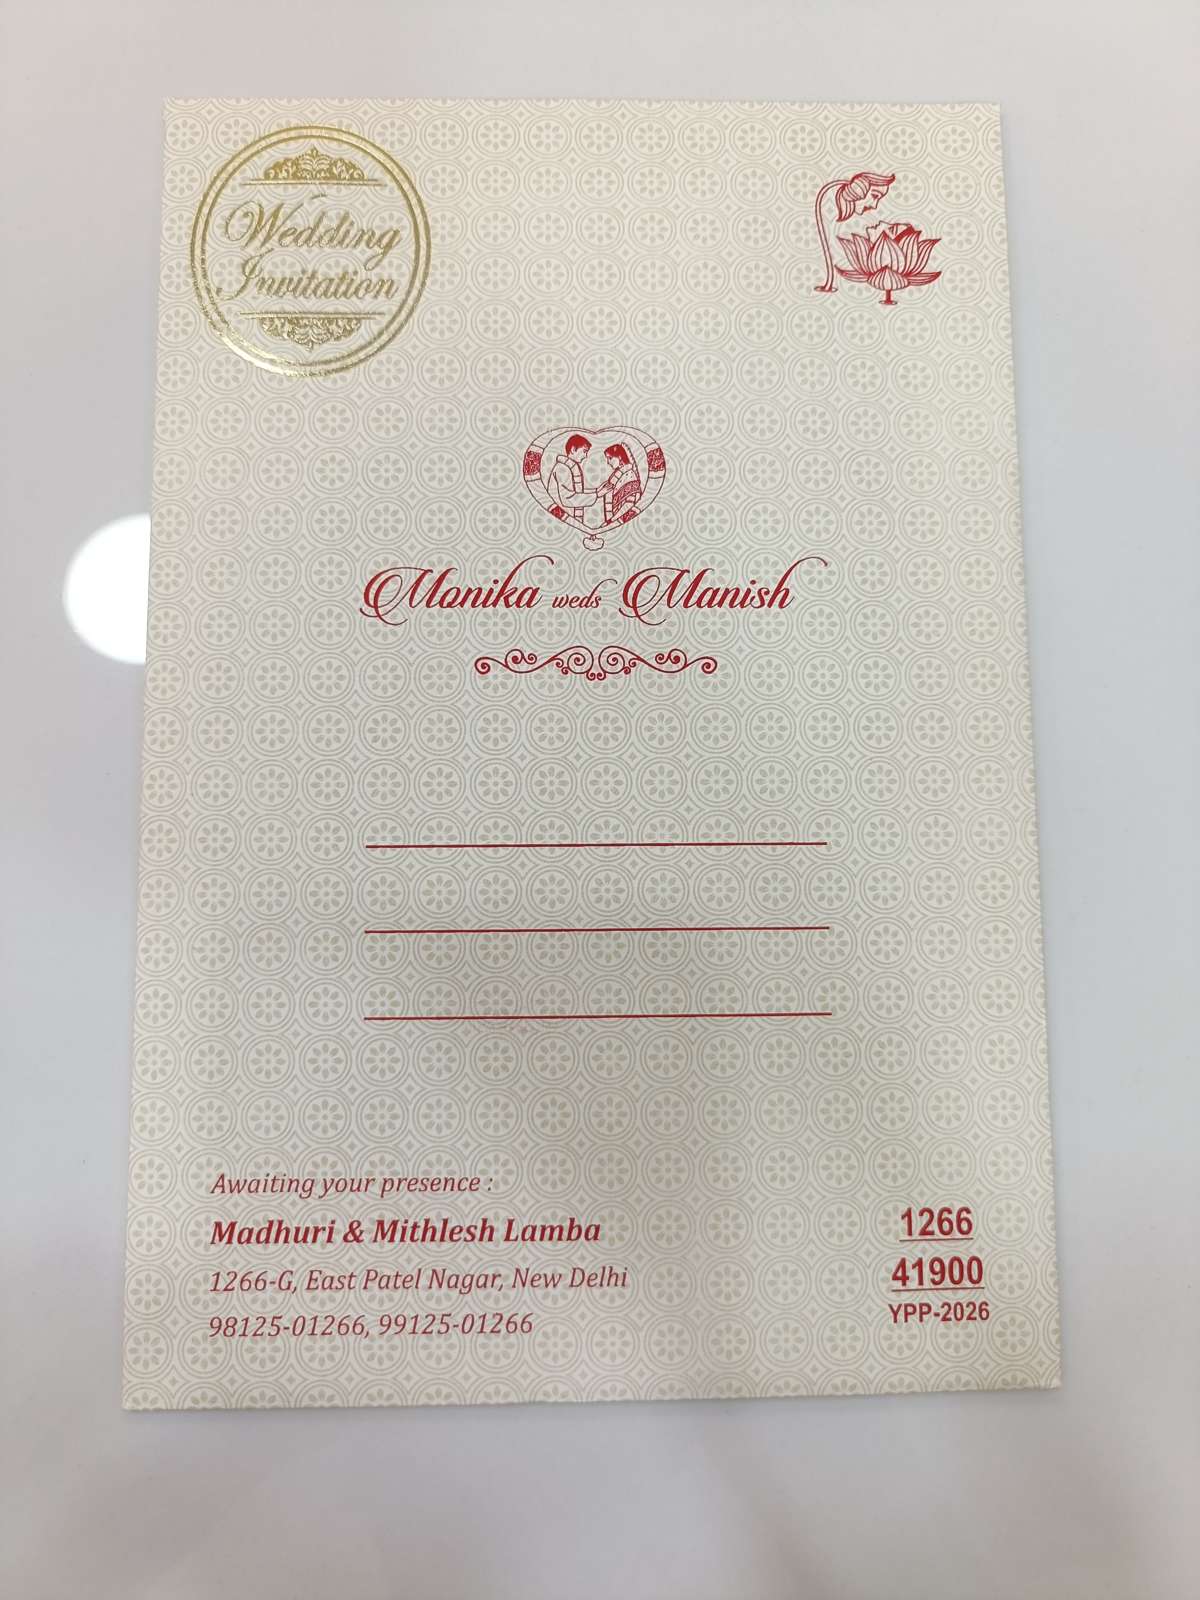 Wedding
Invitation
Monika weds Manish
Awaiting your presence :
Madhuri & Mithlesh Lamba
1266-G, East Patel Nagar, New Delhi
98125-01266, 99125-01266
1266
41900
YPP-2026